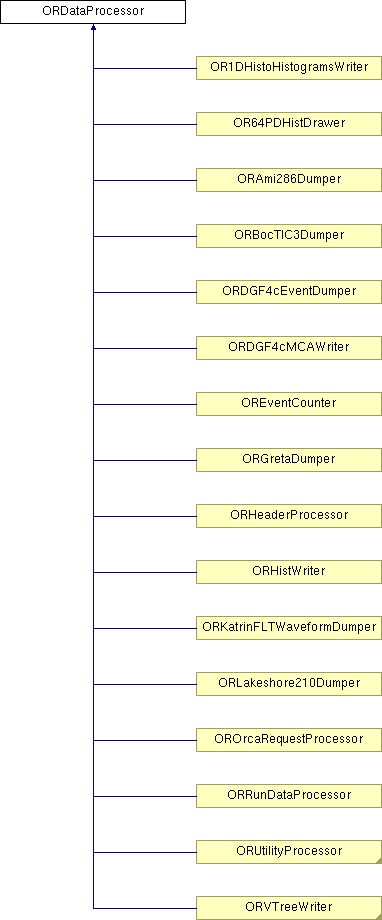 ORDataProcessor
OR1DHistoHistogramsWriter
OR64PDHistDrawer
ORAmi286Dumper
ORBocTIC3Dumper
ORDGF4cEventDumper
ORDGF4cMCAWriter
OREventCounter
ORGretaDumper
ORHeaderProcessor
ORHistWriter
ORKatrinFLTWaveformDumper
ORLakeshore210Dumper
OROrcaRequestProcessor
ORRunDataProcessor
ORUtilityProcessor
ORVTreeWriter